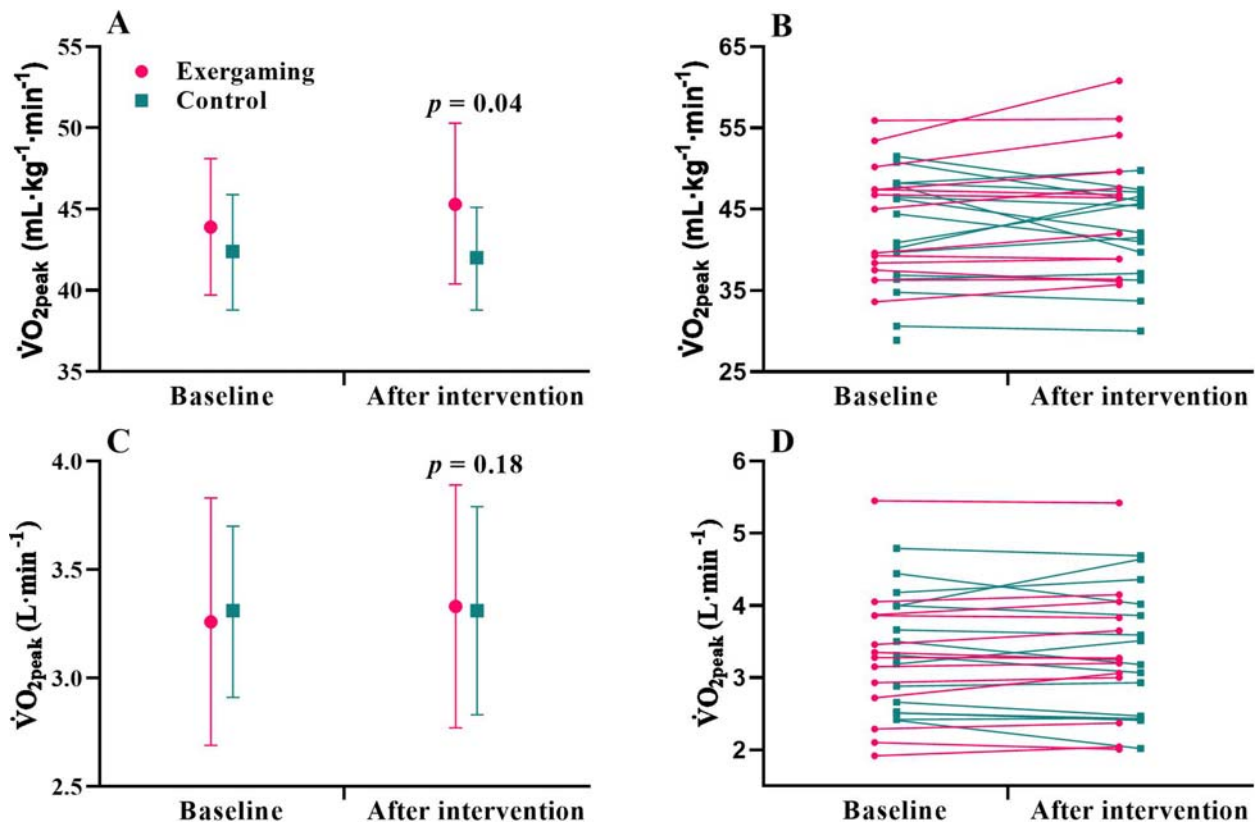 A
V̇O₂peak (mL·kg⁻¹·min⁻¹)
55
50
45
40
35
Exergaming
Control
p = 0.04
Baseline
After intervention
B
V̇O₂peak (mL·kg⁻¹·min⁻¹)
65
55
45
35
25
Baseline
After intervention
C
V̇O₂peak (L·min⁻¹)
4.0
3.5
3.0
2.5
p = 0.18
Baseline
After intervention
D
V̇O₂peak (L·min⁻¹)
6
5
4
3
2
Baseline
After intervention